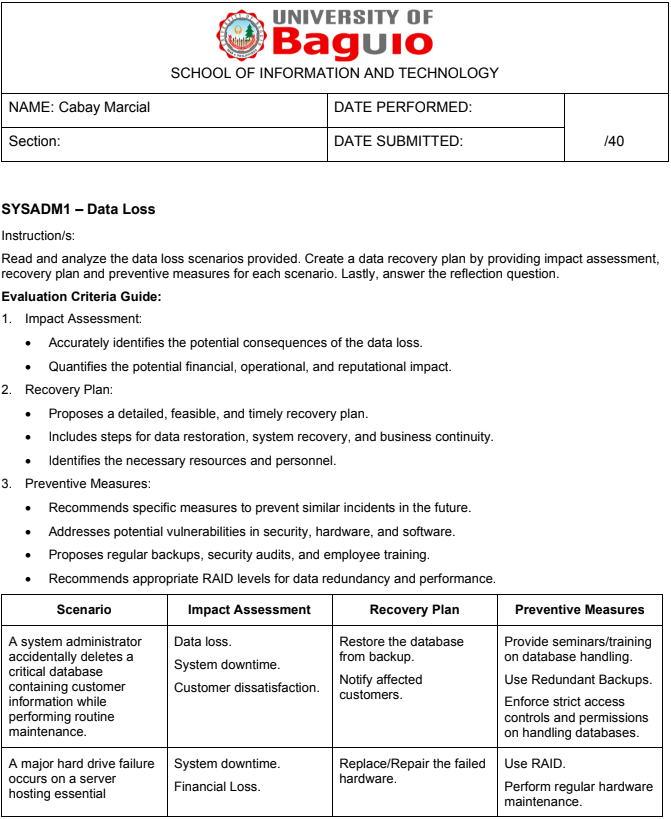 UNIVERSITY OF
Baguio
SCHOOL OF INFORMATION AND TECHNOLOGY
NAME: Cabay Marcial
DATE PERFORMED:
Section:
DATE SUBMITTED:
/40
SYSADM1 – Data Loss
Instruction/s:
Read and analyze the data loss scenarios provided. Create a data recovery plan by providing impact assessment,
recovery plan and preventive measures for each scenario. Lastly, answer the reflection question.
Evaluation Criteria Guide:
1. Impact Assessment:
• Accurately identifies the potential consequences of the data loss.
• Quantifies the potential financial, operational, and reputational impact.
2. Recovery Plan:
• Proposes a detailed, feasible, and timely recovery plan.
• Includes steps for data restoration, system recovery, and business continuity.
• Identifies the necessary resources and personnel.
3. Preventive Measures:
• Recommends specific measures to prevent similar incidents in the future.
• Addresses potential vulnerabilities in security, hardware, and software.
• Proposes regular backups, security audits, and employee training.
• Recommends appropriate RAID levels for data redundancy and performance.
Scenario
Impact Assessment
Recovery Plan
Preventive Measures
A system administrator
accidentally deletes a
critical database
containing customer
information while
performing routine
maintenance.
Data loss.
System downtime.
Customer dissatisfaction.
Restore the database
from backup.
Notify affected
customers.
Provide seminars/training
on database handling.
Use Redundant Backups.
Enforce strict access
controls and permissions
on handling databases.
A major hard drive failure
occurs on a server
hosting essential
System downtime.
Financial Loss.
Replace/Repair the failed
hardware.
Use RAID.
Perform regular hardware
maintenance.